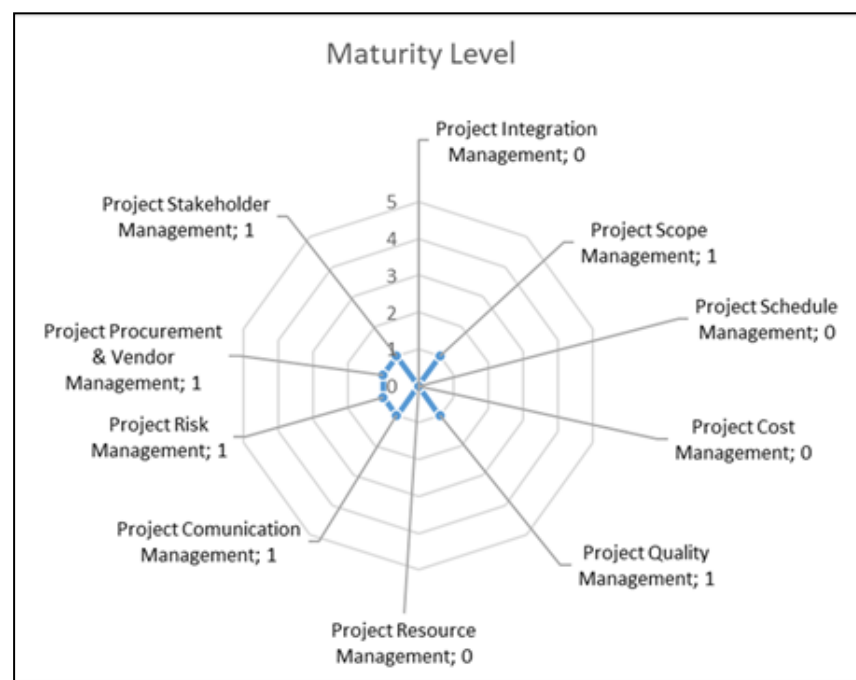 Maturity Level
Project Integration
Management; 0
Project Scope
Management; 1
Project Schedule
Management; 0
Project Cost
Management; 0
Project Quality
Management; 1
Project Resource
Management; 0
Project Comunication
Management; 1
Project Risk
Management; 1
Project Procurement
& Vendor
Management; 1
Project Stakeholder
Management; 1
5
4
3
2
1
0